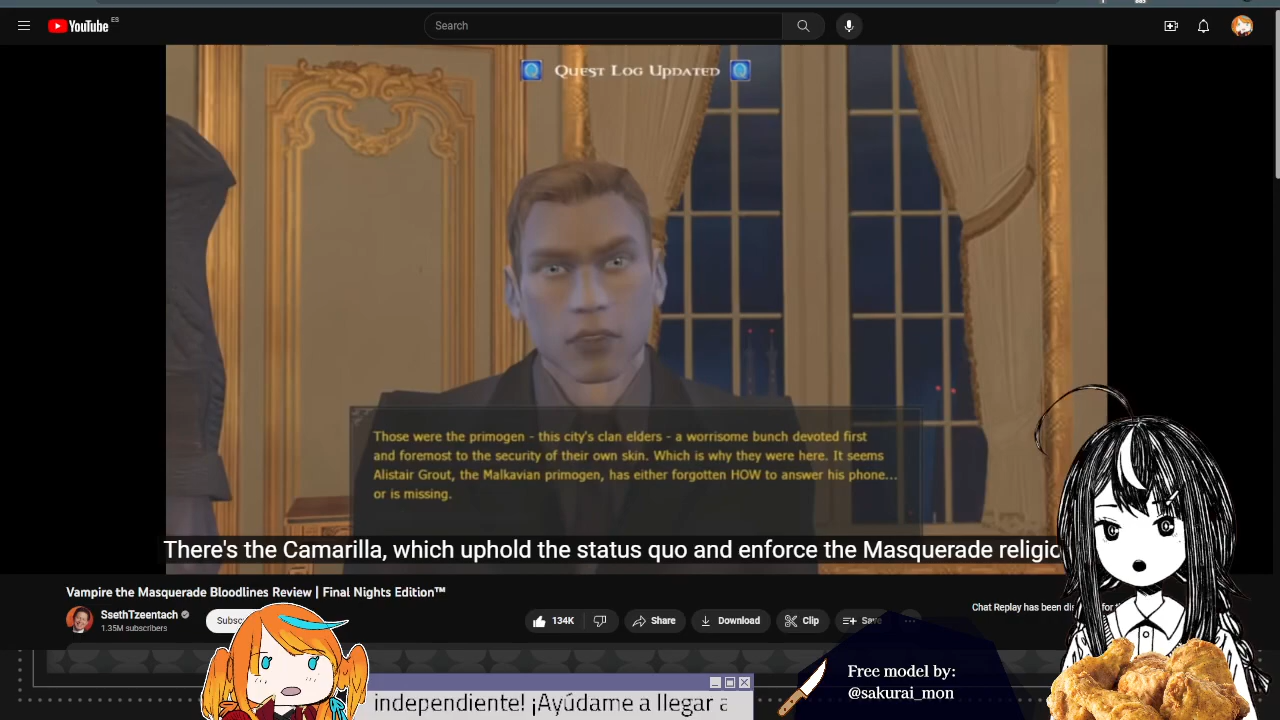 YouTube ES
Search
Quest Log Updated
Those were the primogen - this city's clan elders - a worrisome bunch devoted first
and foremost to the security of their own skin. Which is why they were here. It seems
Alistair Grout, the Malkavian primogen, has either forgotten HOW to answer his phone...
or is missing.
There's the Camarilla, which uphold the status quo and enforce the Masquerade religio
Vampire the Masquerade Bloodlines Review | Final Nights Edition™
SsethTzeentach
1.35M subscribers
Subsc
134K
Share
Download
Clip
Save
Chat Replay has been di for t
Free model by:
@sakurai_mon
independiente! ¡Ayúdame a llegar a